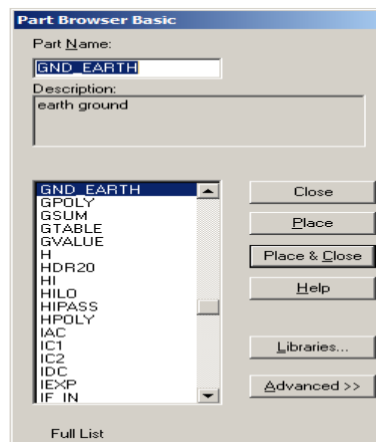 Part Browser Basic
Part Name:
GND_EARTH
Description:
earth ground
GND_EARTH
GPOLY
GSUM
GTABLE
GVALUE
H
HDR20
HI
HILO
HIPASS
HPOLY
IAC
IC1
IC2
IDC
IEXP
IF_IN
Close
Place
Place & Close
Help
Libraries...
Advanced >>
Full List